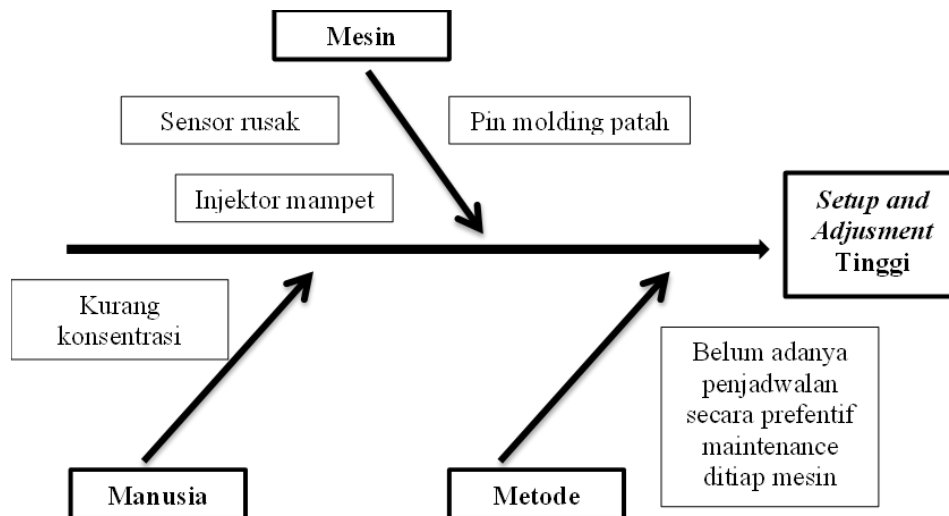 Mesin
Sensor rusak
Pin molding patah
Injektor mampet
Setup and
Adjusment
Tinggi
Kurang
konsentrasi
Belum adanya
penjadwalan
secara prefentif
maintenance
ditiap mesin
Manusia
Metode